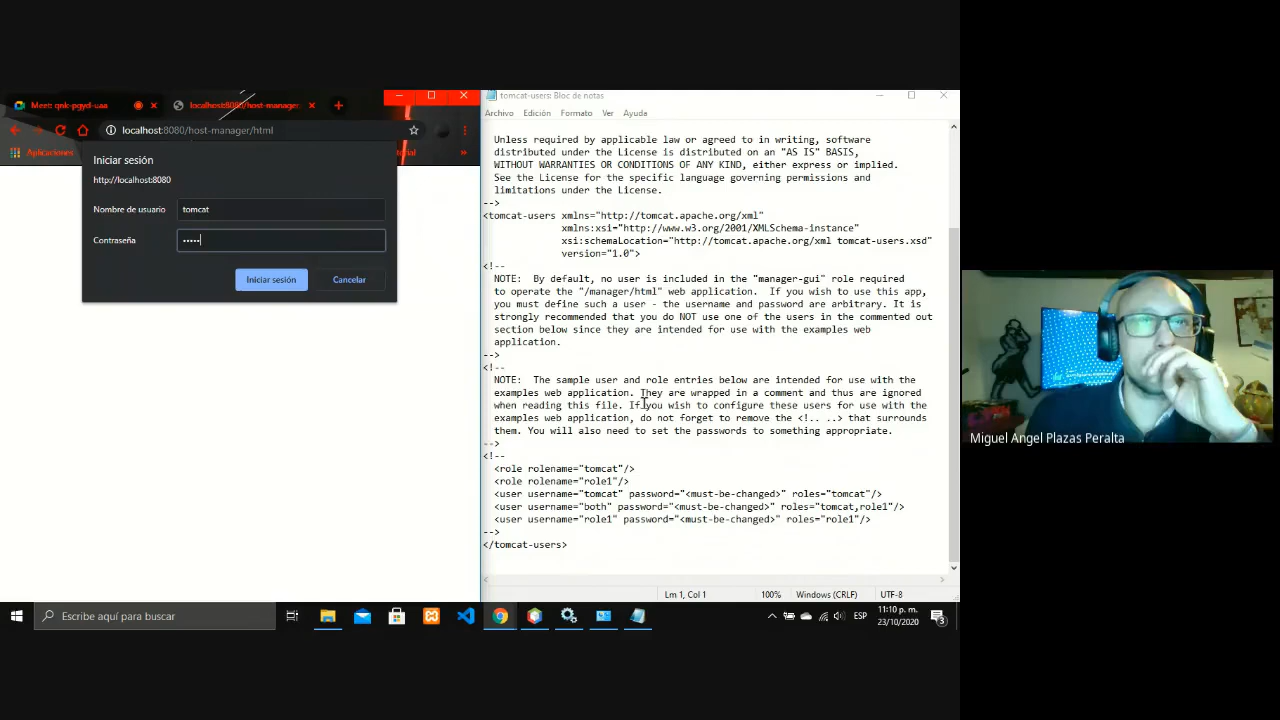 Meet: qnk-pgyd-uaa
localhost:8080/host-manager
localhost:8080/host-manager/html
Aplicaciones
torial
»
Iniciar sesión
http://localhost:8080
Nombre de usuario tomcat
Contraseña •••••
Iniciar sesión Cancelar
tomcat-users: Bloc de notas
Archivo Edición Formato Ver Ayuda
Unless required by applicable law or agreed to in writing, software
distributed under the License is distributed on an "AS IS" BASIS,
WITHOUT WARRANTIES OR CONDITIONS OF ANY KIND, either express or implied.
See the License for the specific language governing permissions and
limitations under the License.
-->
<tomcat-users xmlns="http://tomcat.apache.org/xml"
xmlns:xsi="http://www.w3.org/2001/XMLSchema-instance"
xsi:schemaLocation="http://tomcat.apache.org/xml tomcat-users.xsd"
version="1.0">
<!--
NOTE: By default, no user is included in the "manager-gui" role required
to operate the "/manager/html" web application. If you wish to use this app,
you must define such a user - the username and password are arbitrary. It is
strongly recommended that you do NOT use one of the users in the commented out
section below since they are intended for use with the examples web
application.
-->
<!--
NOTE: The sample user and role entries below are intended for use with the
examples web application. They are wrapped in a comment and thus are ignored
when reading this file. If you wish to configure these users for use with the
examples web application, do not forget to remove the <!.. ..> that surrounds
them. You will also need to set the passwords to something appropriate.
-->
<!--
<role rolename="tomcat"/>
<role rolename="role1"/>
<user username="tomcat" password="<must-be-changed>" roles="tomcat"/>
<user username="both" password="<must-be-changed>" roles="tomcat,role1"/>
<user username="role1" password="<must-be-changed>" roles="role1"/>
-->
</tomcat-users>
Lm 1, Col 1 100% Windows (CRLF) UTF-8
Miguel Angel Plazas Peralta
Escribe aquí para buscar
ESP
11:10 p. m.
23/10/2020
3